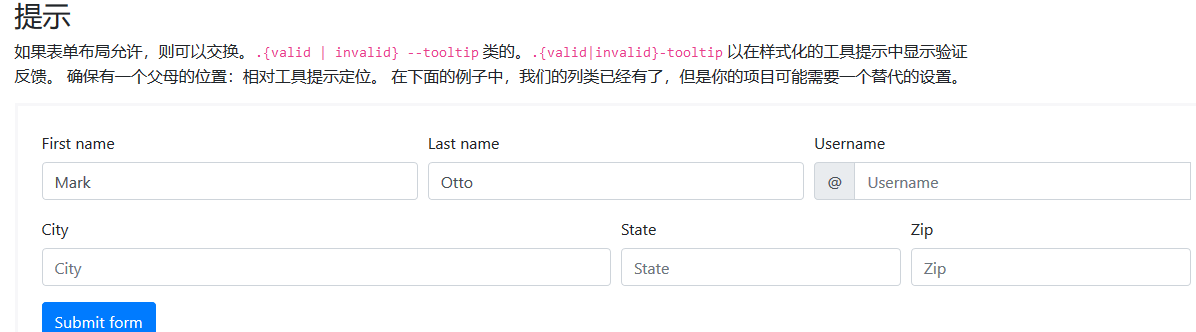 提示
如果表单布局允许，则可以交换。.{valid | invalid} --tooltip 类的。.{valid|invalid}-tooltip 以在样式化的工具提示中显示验证
反馈。 确保有一个父母的位置：相对工具提示定位。 在下面的例子中，我们的列类已经有了，但是你的项目可能需要一个替代的设置。
First name Last name Username
Mark Otto @ Username
City State Zip
City State Zip
Submit form